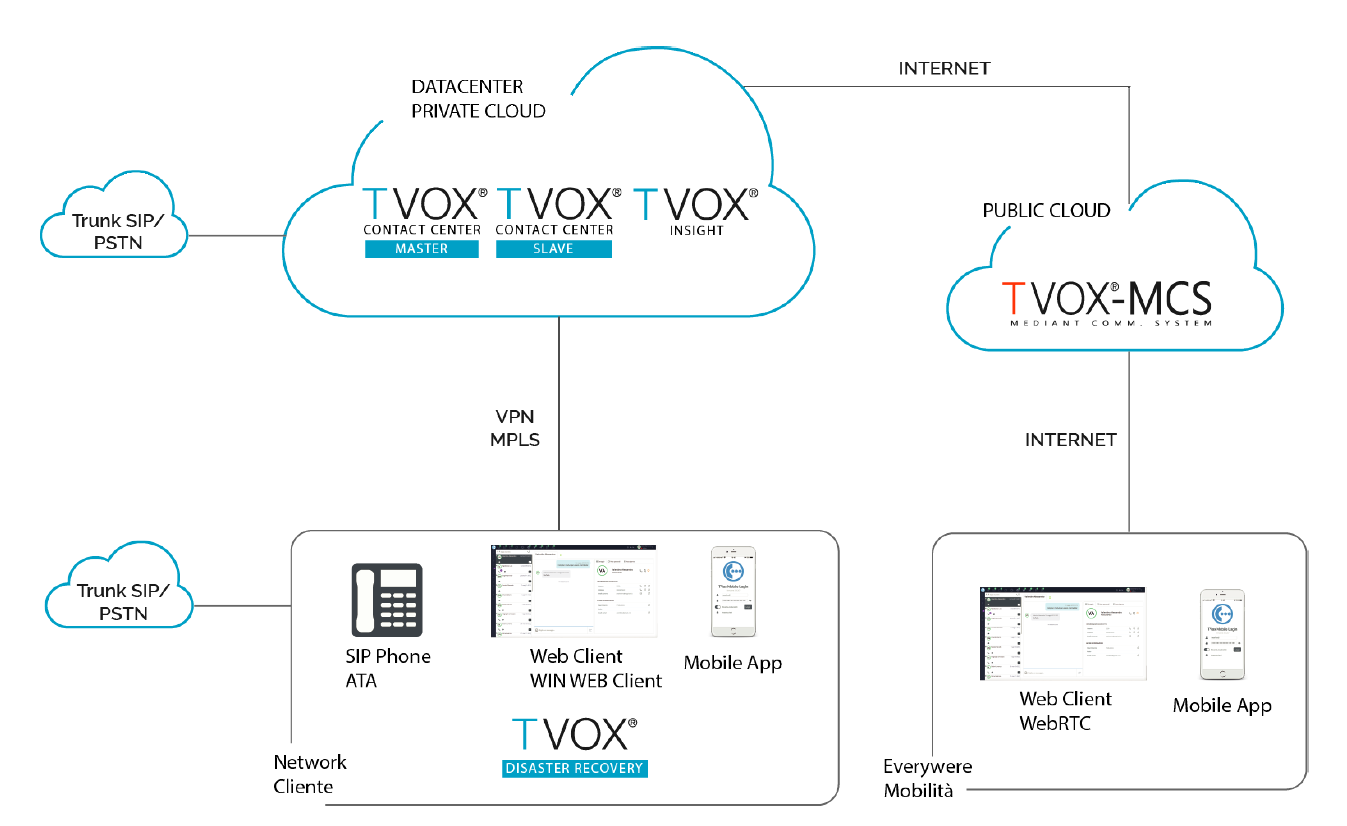 INTERNET
DATACENTER
PRIVATE CLOUD
Trunk SIP/
PSTN
TVOX®
CONTACT CENTER
MASTER
TVOX®
CONTACT CENTER
SLAVE
TVOX®
INSIGHT
PUBLIC CLOUD
TVOX®-MCS
MEDIANT COMM. SYSTEM
VPN
MPLS
INTERNET
Trunk SIP/
PSTN
SIP Phone
ATA
Web Client
WIN WEB Client
Mobile App
TVOX®
DISASTER RECOVERY
Network
Cliente
Web Client
WebRTC
Mobile App
Everywere
Mobilità